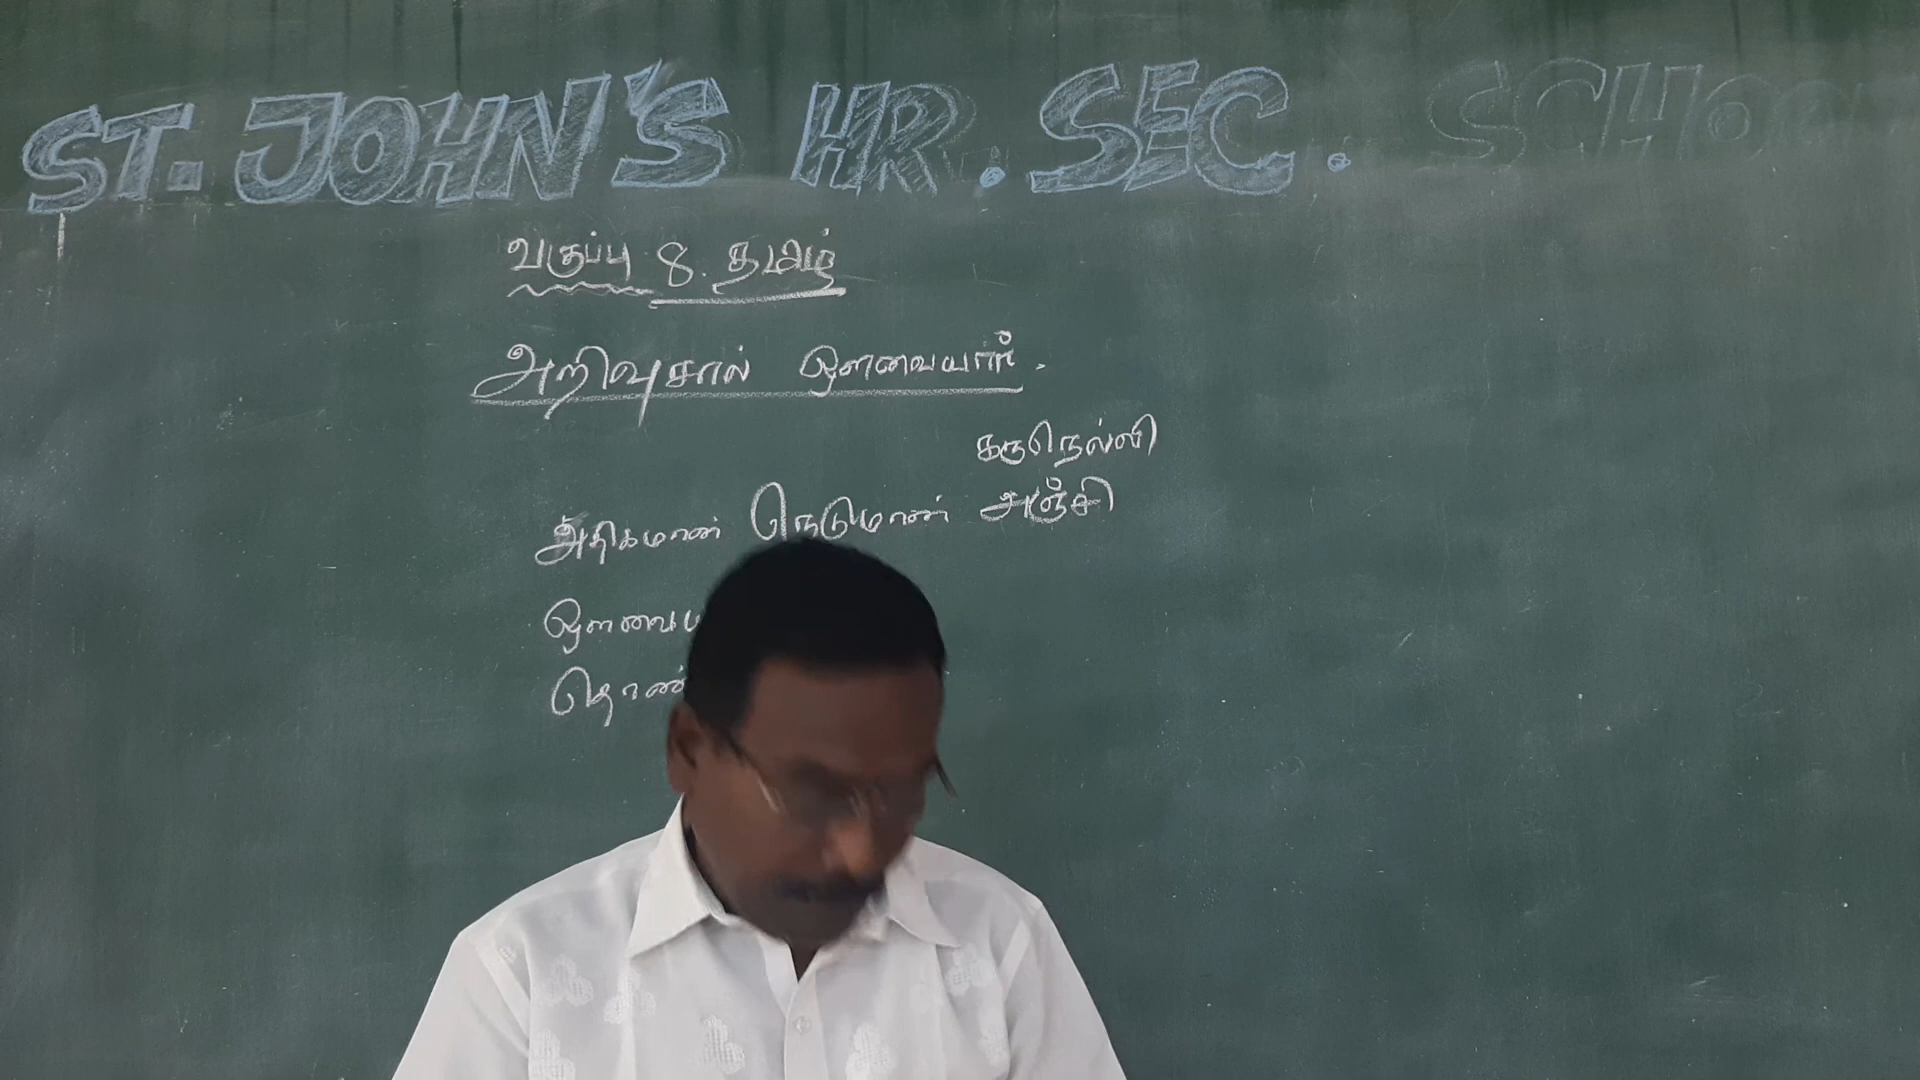 ST. JOHN'S HR. SEC. SCHOO
வகுப்பு 8. தமிழ்
அறிவுசால் ஔவையார்.
கருநெல்லி
அதிகமான் நெடுமான் அஞ்சி